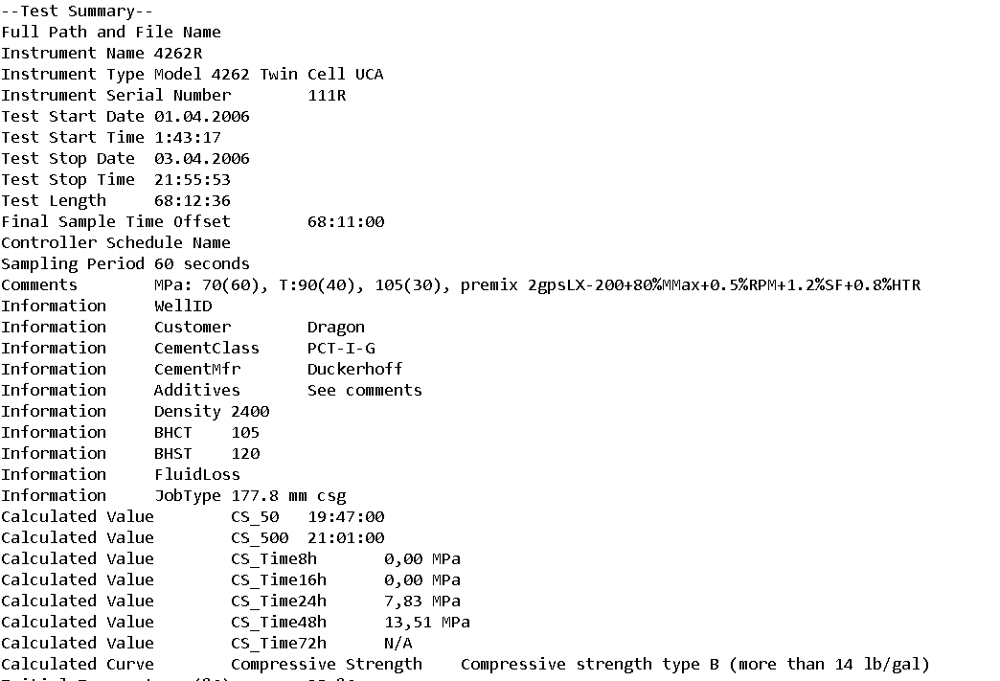 --Test Summary--
Full Path and File Name
Instrument Name 4262R
Instrument Type Model 4262 Twin Cell UCA
Instrument Serial Number 111R
Test Start Date 01.04.2006
Test Start Time 1:43:17
Test Stop Date 03.04.2006
Test Stop Time 21:55:53
Test Length 68:12:36
Final Sample Time Offset 68:11:00
Controller Schedule Name
Sampling Period 60 seconds
Comments MPa: 70(60), T:90(40), 105(30), premix 2gpsLX-200+80%MMax+0.5%RPM+1.2%SF+0.8%HTR
Information WellID
Information Customer Dragon
Information CementClass PCT-I-G
Information CementMfr Duckerhoff
Information Additives See comments
Information Density 2400
Information BHCT 105
Information BHST 120
Information FluidLoss
Information JobType 177.8 mm csg
Calculated Value CS_50 19:47:00
Calculated Value CS_500 21:01:00
Calculated Value CS_Time8h 0,00 MPa
Calculated Value CS_Time16h 0,00 MPa
Calculated Value CS_Time24h 7,83 MPa
Calculated Value CS_Time48h 13,51 MPa
Calculated Value CS_Time72h N/A
Calculated Curve Compressive Strength Compressive strength type B (more than 14 lb/gal)